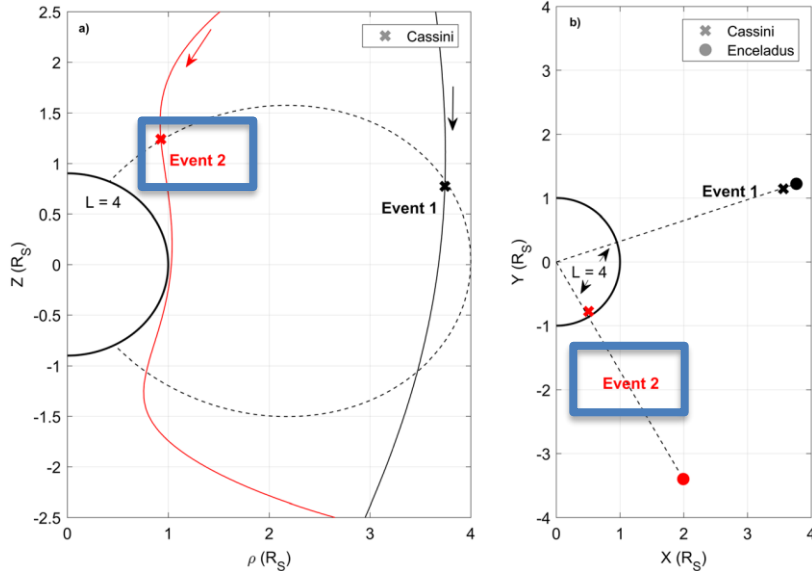 a)
Cassini
Event 2
L = 4
Event 1
2.5
2
1.5
1
0.5
0
-0.5
-1
-1.5
-2
-2.5
Z (R_S)
0
1
2
3
4
ρ (R_S)
b)
Cassini
Enceladus
Event 1
L = 4
Event 2
4
3
2
1
0
-1
-2
-3
-4
Y (R_S)
0
1
2
3
4
X (R_S)